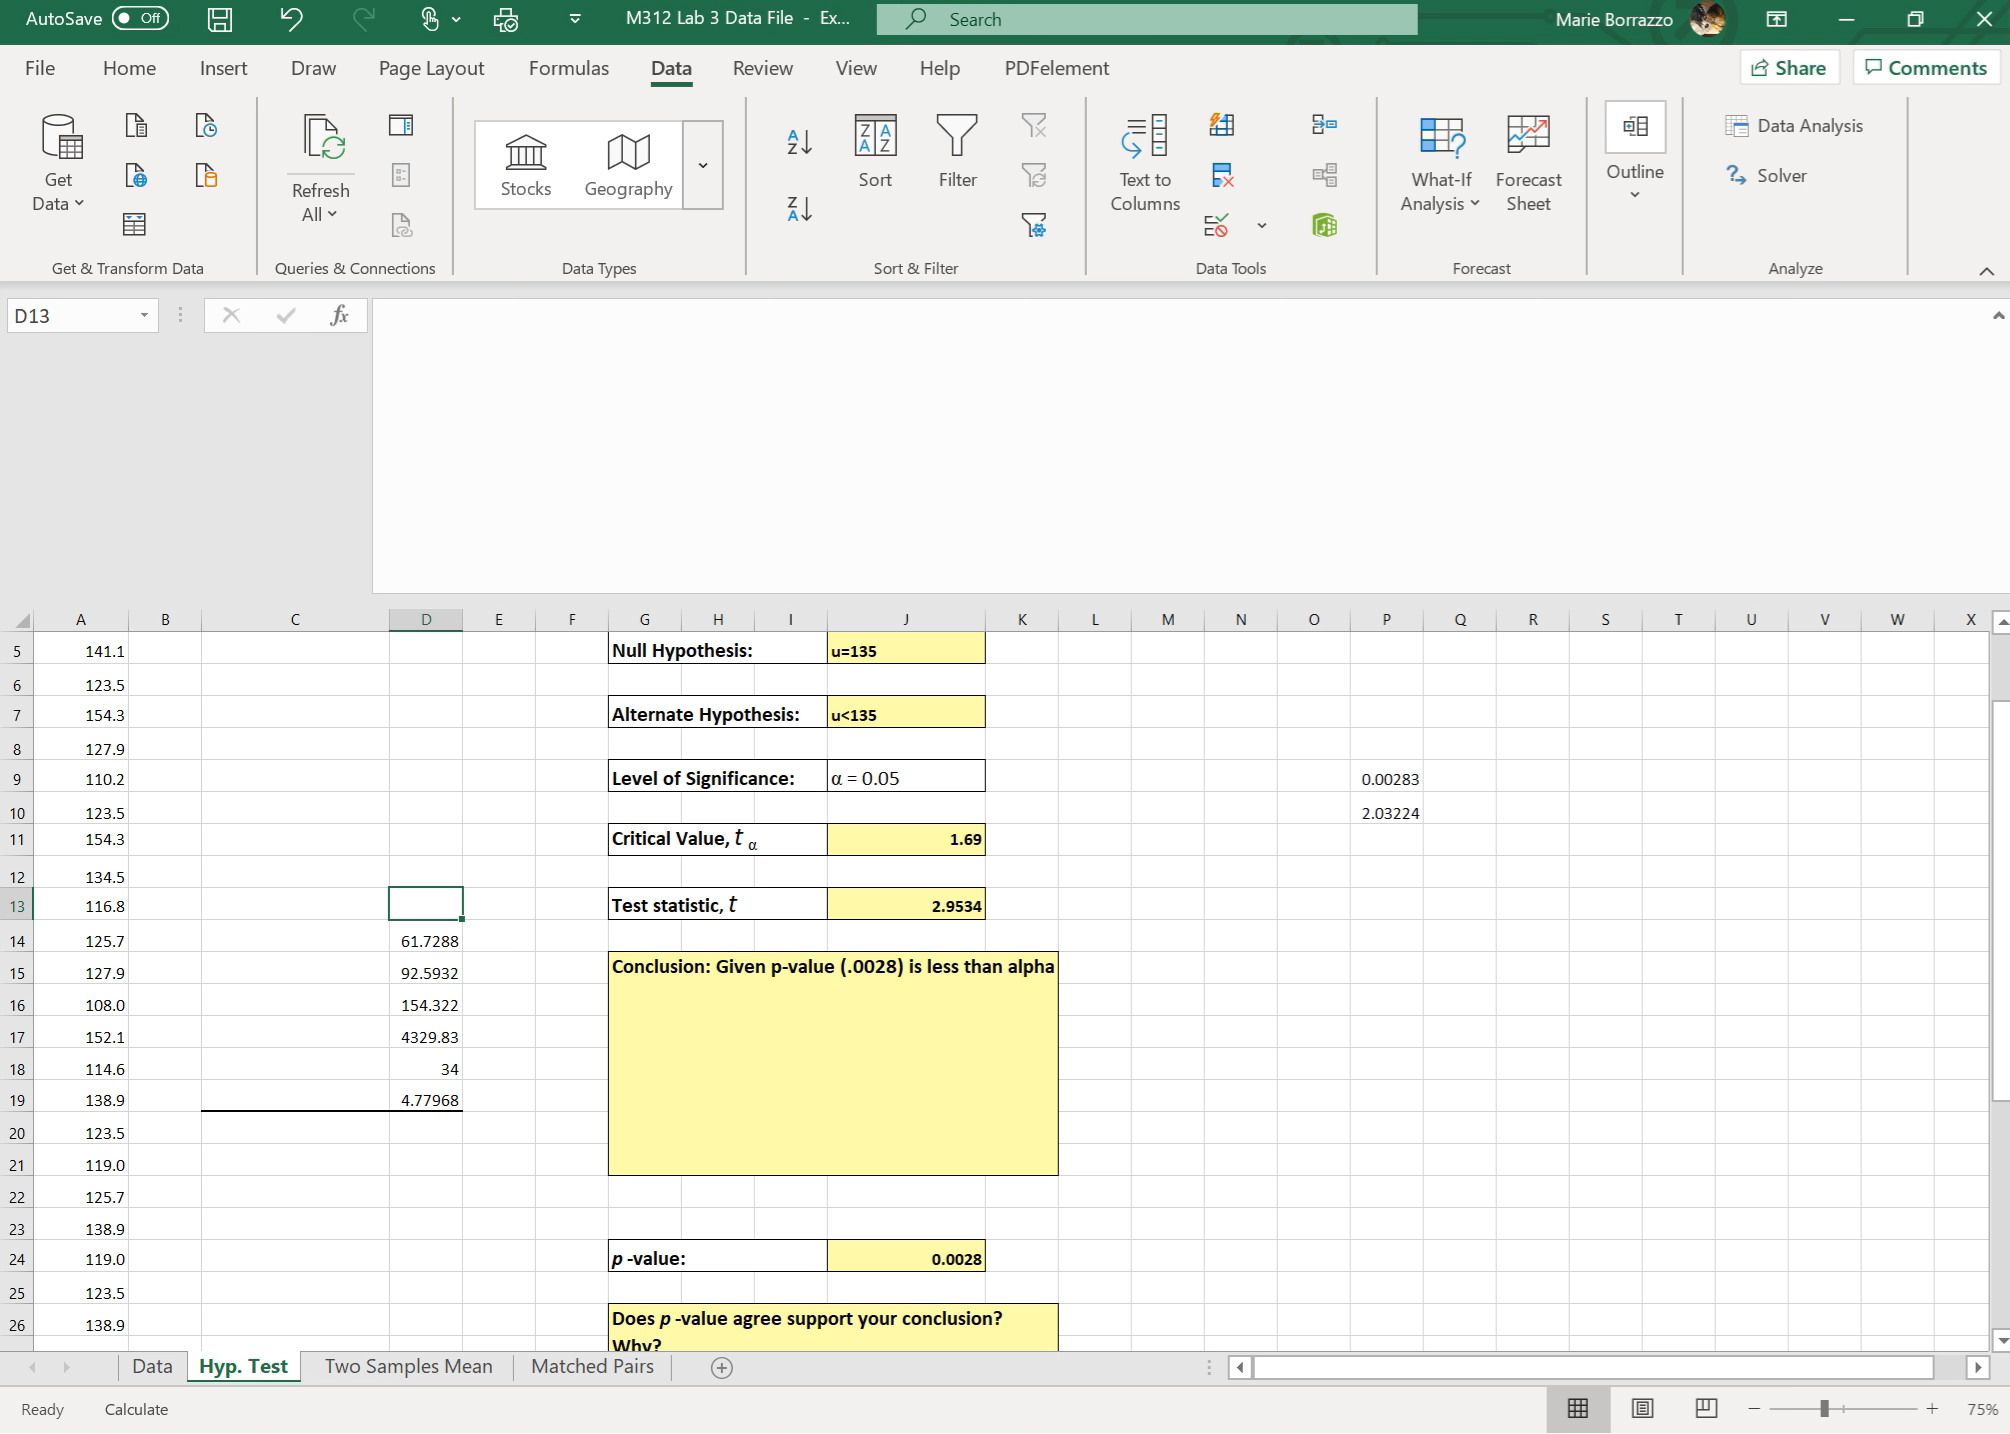 AutoSave Off M312 Lab 3 Data File - Ex... Search Marie Borrazzo
File Home Insert Draw Page Layout Formulas Data Review View Help PDFelement Share Comments
Get Data
Refresh All
Stocks Geography
Sort Filter
Text to Columns
What-If Analysis
Forecast Sheet
Outline
Data Analysis
Solver
Get & Transform Data Queries & Connections Data Types Sort & Filter Data Tools Forecast Analyze
D13 fx
A B C D E F G H I J K L M N O P Q R S T U V W X
5 141.1 Null Hypothesis: u=135
6 123.5
7 154.3 Alternate Hypothesis: u<135
8 127.9
9 110.2 Level of Significance: α = 0.05 0.00283
10 123.5 2.03224
11 154.3 Critical Value, t α 1.69
12 134.5
13 116.8 Test statistic, t 2.9534
14 125.7 61.7288
15 127.9 92.5932 Conclusion: Given p-value (.0028) is less than alpha
16 108.0 154.322
17 152.1 4329.83
18 114.6 34
19 138.9 4.77968
20 123.5
21 119.0
22 125.7
23 138.9
24 119.0 p -value: 0.0028
25 123.5
26 138.9 Does p -value agree support your conclusion?
Why?
Data Hyp. Test Two Samples Mean Matched Pairs
Ready Calculate 75%